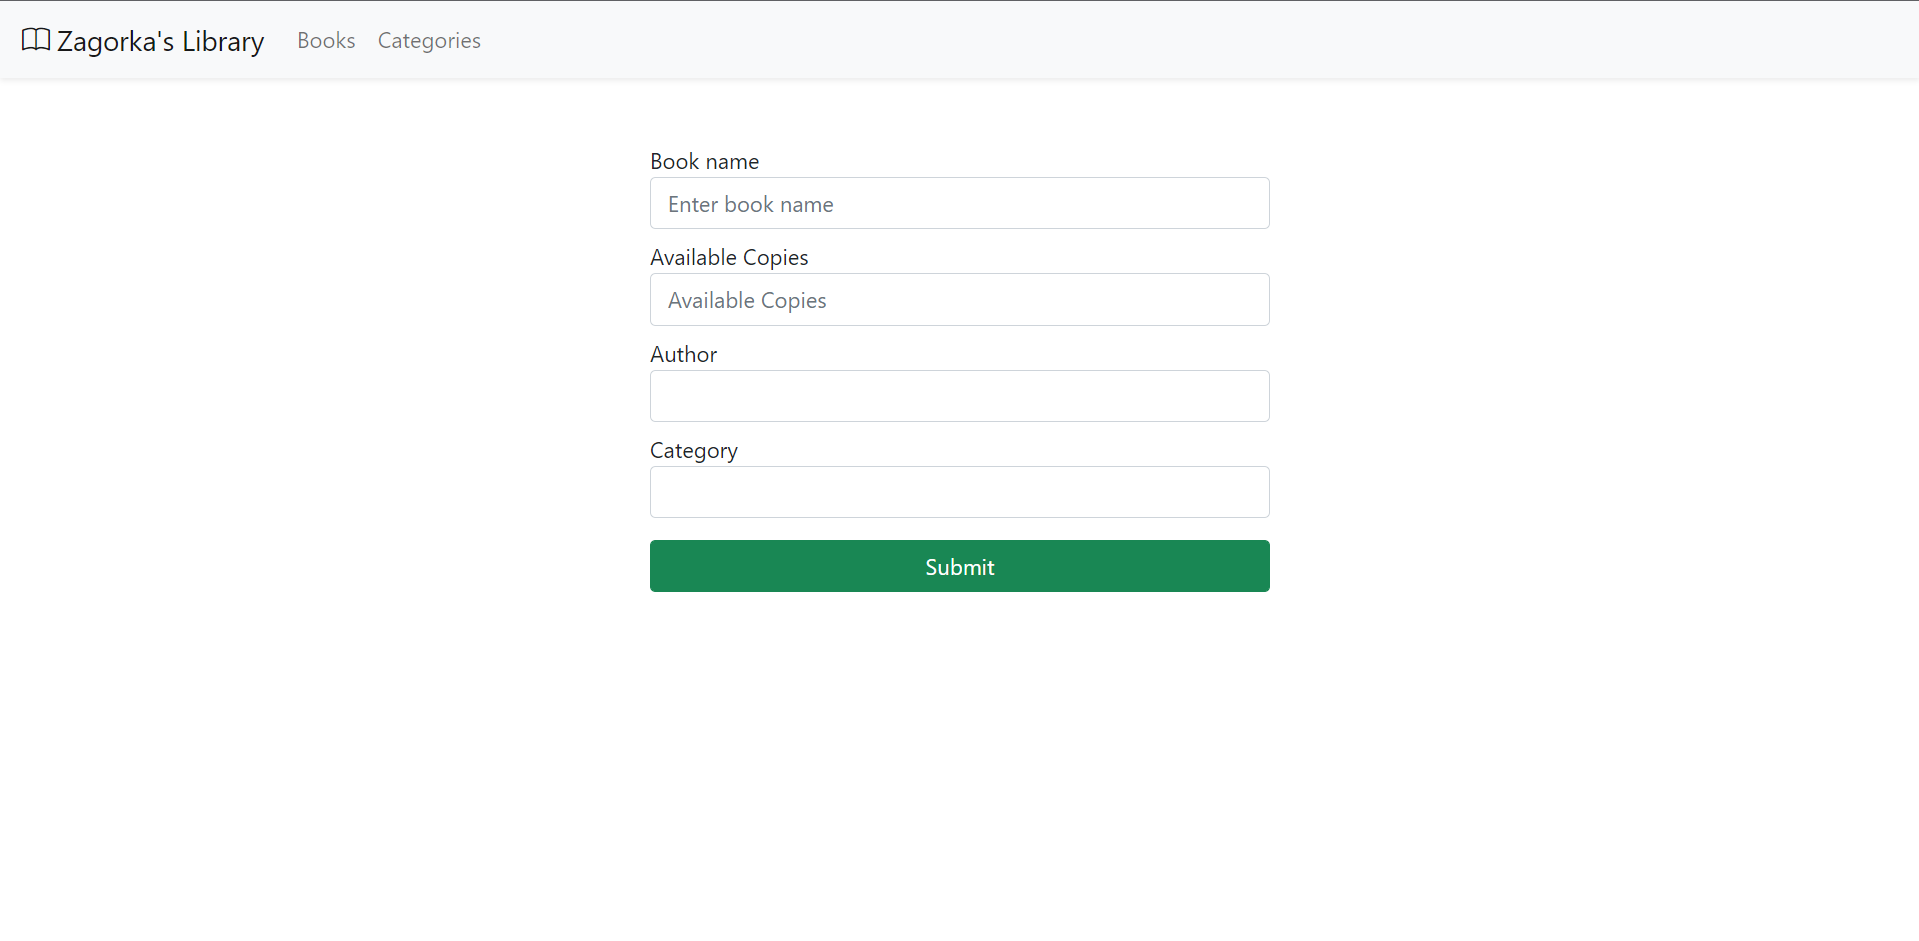 Zagorka's Library Books Categories
Book name
Enter book name
Available Copies
Available Copies
Author
Category
Submit